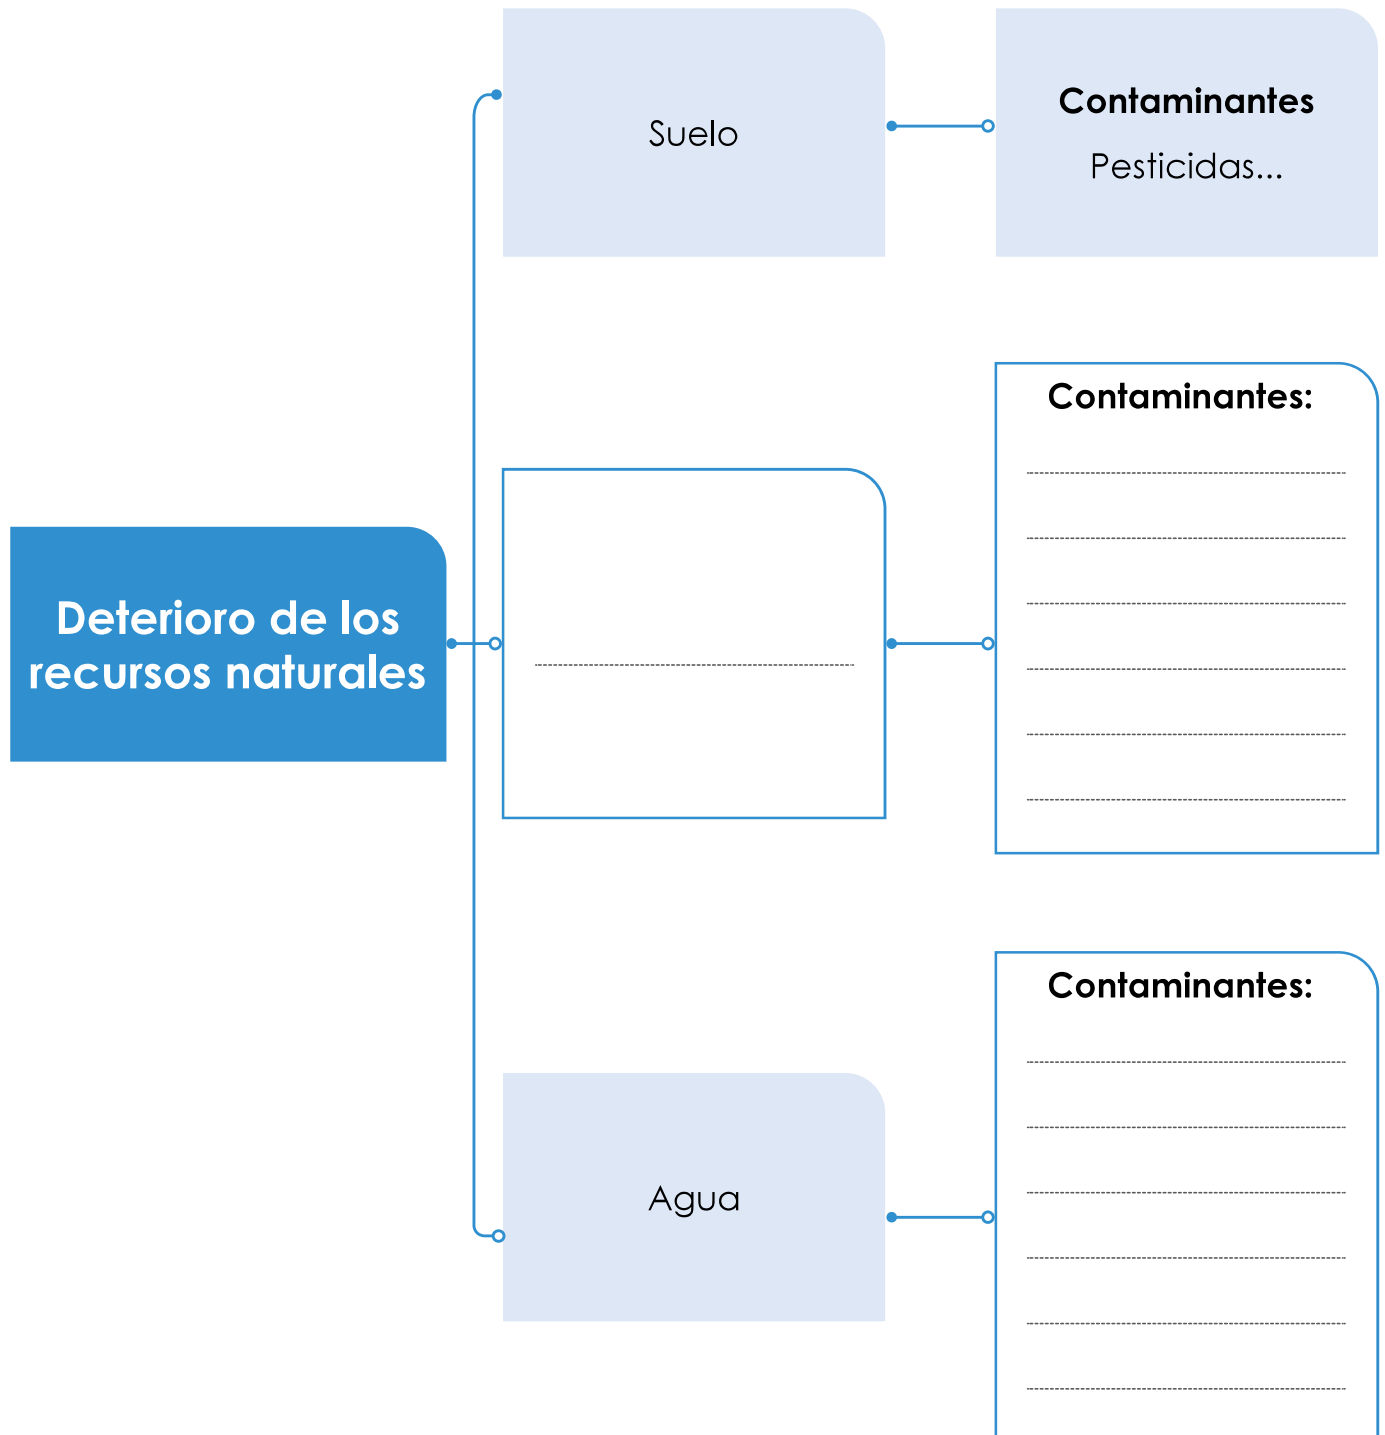 Suelo
Contaminantes
Pesticidas...
Deterioro de los
recursos naturales
Contaminantes:
Agua
Contaminantes: